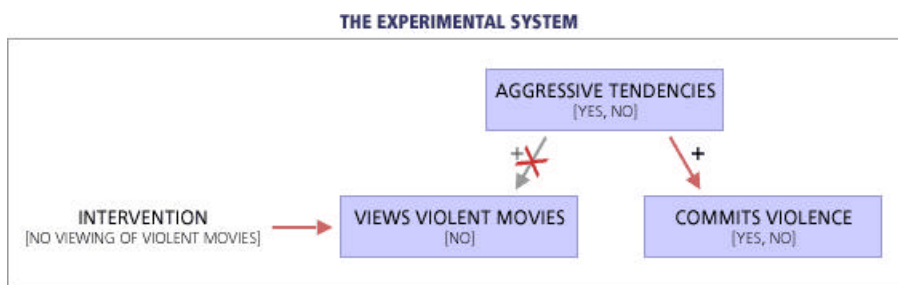 THE EXPERIMENTAL SYSTEM
AGGRESSIVE TENDENCIES
[YES, NO]
+
+
INTERVENTION
[NO VIEWING OF VIOLENT MOVIES]
VIEWS VIOLENT MOVIES
[NO]
COMMITS VIOLENCE
[YES, NO]